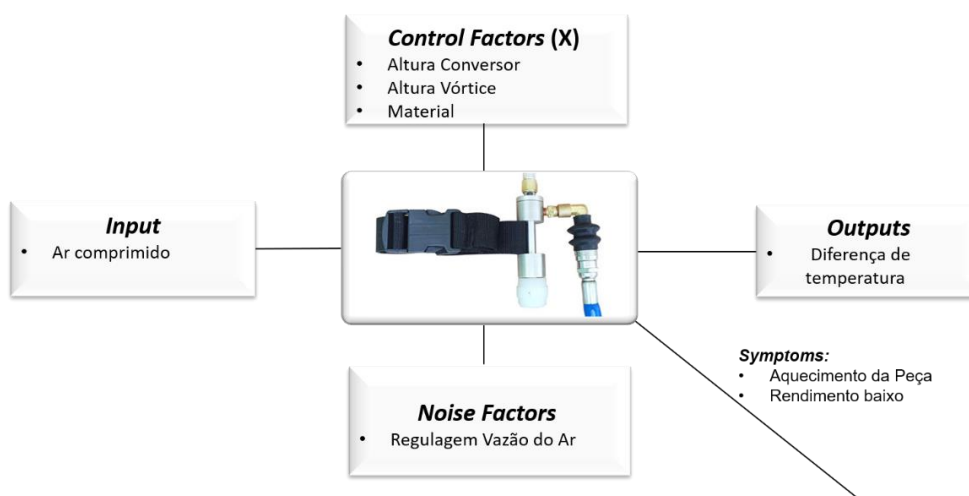 Control Factors (X)
• Altura Conversor
• Altura Vórtice
• Material
Input
• Ar comprimido
Outputs
• Diferença de
temperatura
Symptoms:
• Aquecimento da Peça
• Rendimento baixo
Noise Factors
• Regulagem Vazão do Ar